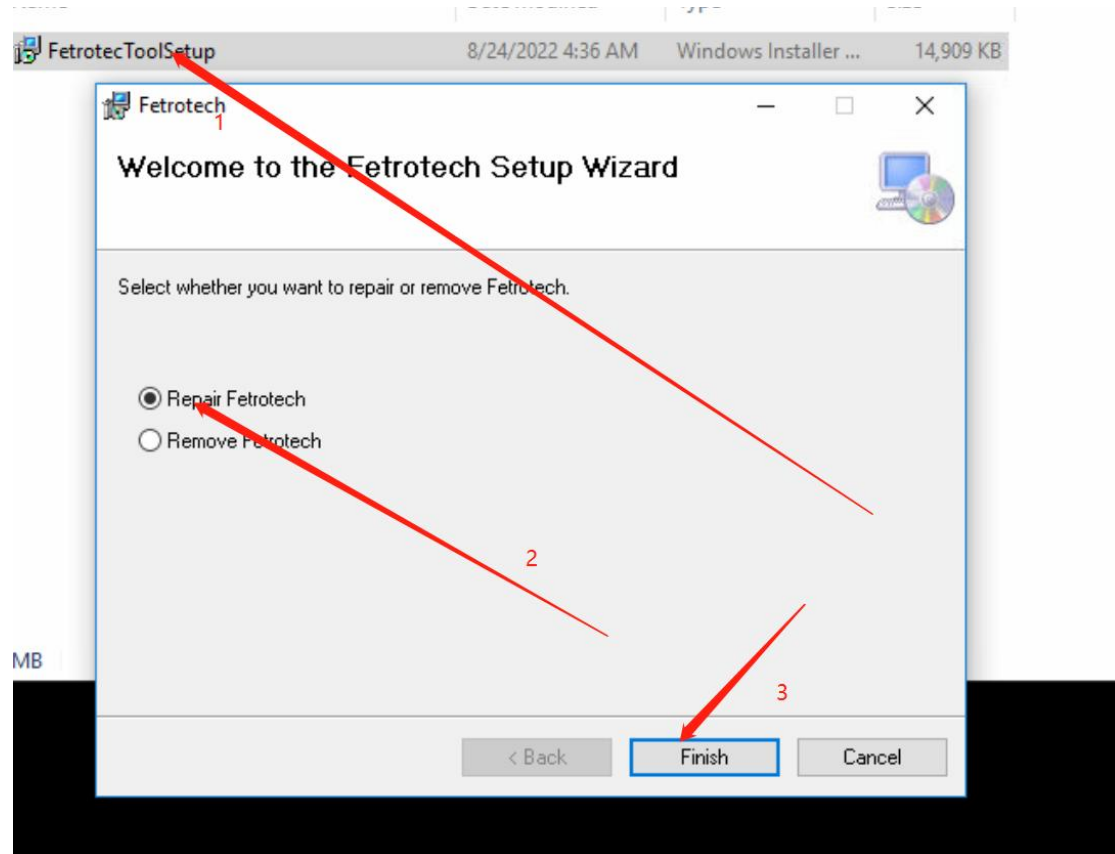 FetrotecToolSetup 8/24/2022 4:36 AM Windows Installer ... 14,909 KB
Fetrotech
1
Welcome to the Fetrotech Setup Wizard
Select whether you want to repair or remove Fetrotech.
Repair Fetrotech
Remove Fetrotech
2
MB
3
< Back Finish Cancel